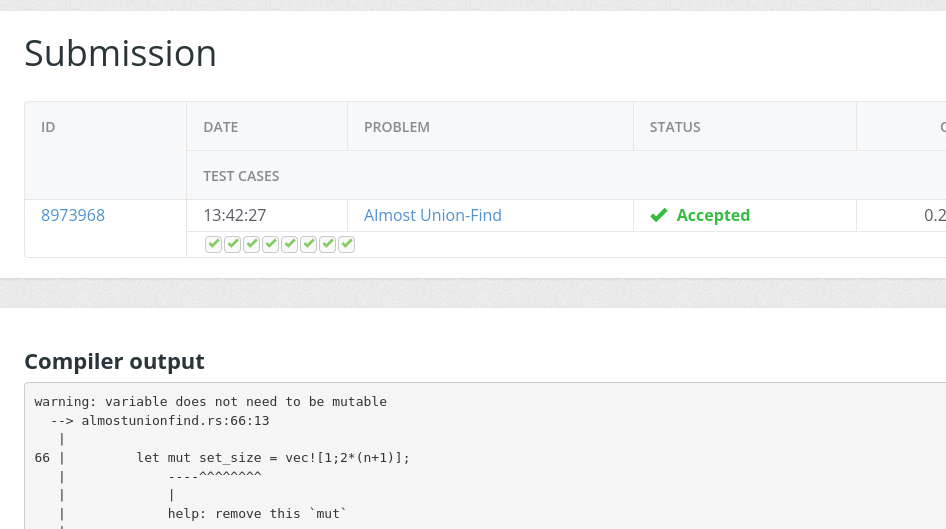 Submission
ID DATE PROBLEM STATUS
TEST CASES
8973968 13:42:27 Almost Union-Find Accepted 0.2
Compiler output
warning: variable does not need to be mutable
  --> almostunionfind.rs:66:13
   |
66 |         let mut set_size = vec![1;2*(n+1)];
   |             ----^^^^^^^^
   |             |
   |             help: remove this `mut`